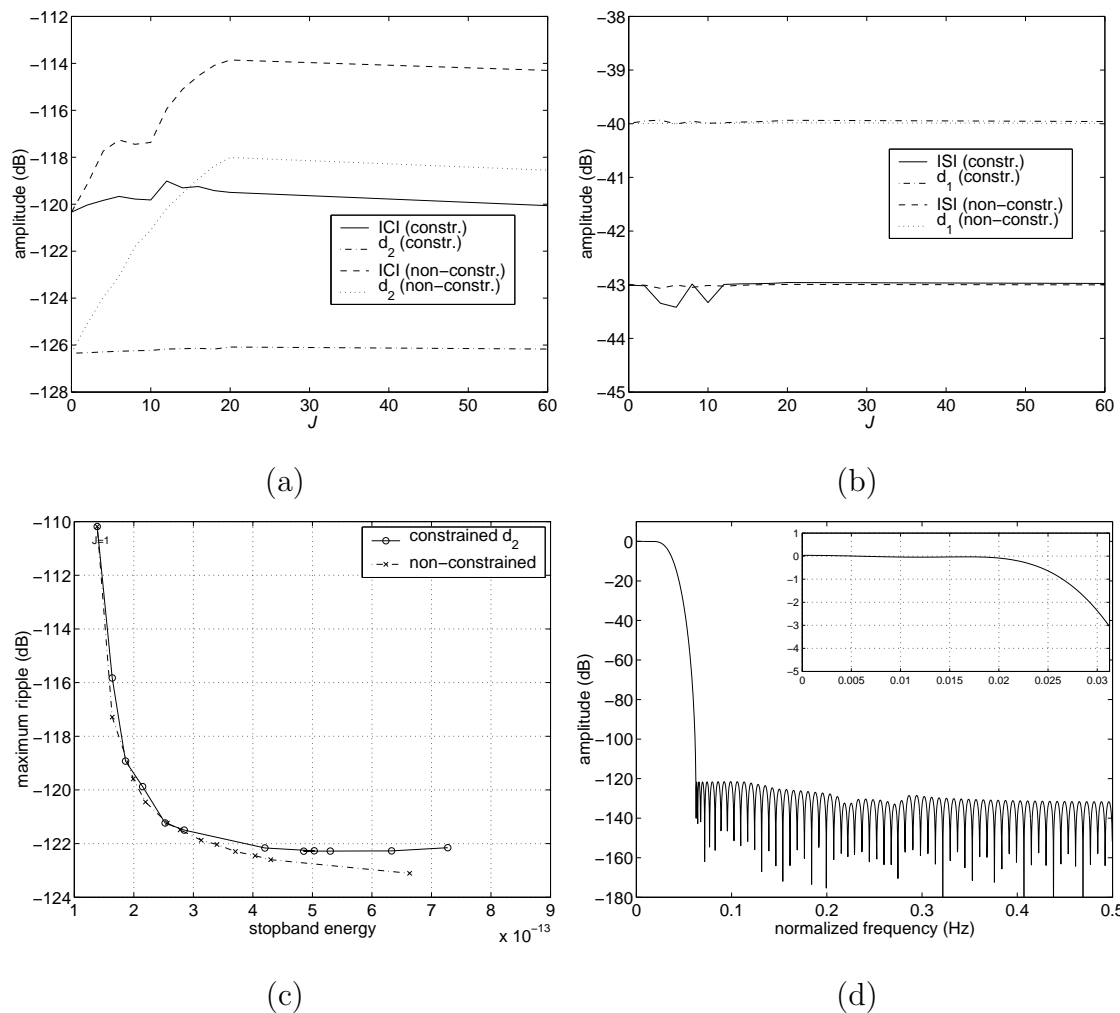 −112
−114
−116
−118
−120
−122
−124
−126
−128
amplitude (dB)
0 10 20 30 40 50 60
J
ICI (constr.)
d2 (constr.)
ICI (non−constr.)
d2 (non−constr.)
(a)
−38
−39
−40
−41
−42
−43
−43
−44
−45
amplitude (dB)
0 10 20 30 40 50 60
J
ISI (constr.)
d1 (constr.)
ISI (non−constr.)
d1 (non−constr.)
(b)
−110
−112
−114
−116
−118
−120
−122
−124
maximum ripple (dB)
J=1
constrained d2
non−constrained
1 2 3 4 5 6 7 8 9
stopband energy
x 10−13
(c)
0
−20
−40
−60
−80
−100
−120
−140
−160
−180
amplitude (dB)
1
0
−1
−2
−3
−4
−5
0 0.005 0.01 0.015 0.02 0.025 0.03
0 0.1 0.2 0.3 0.4 0.5
normalized frequency (Hz)
(d)